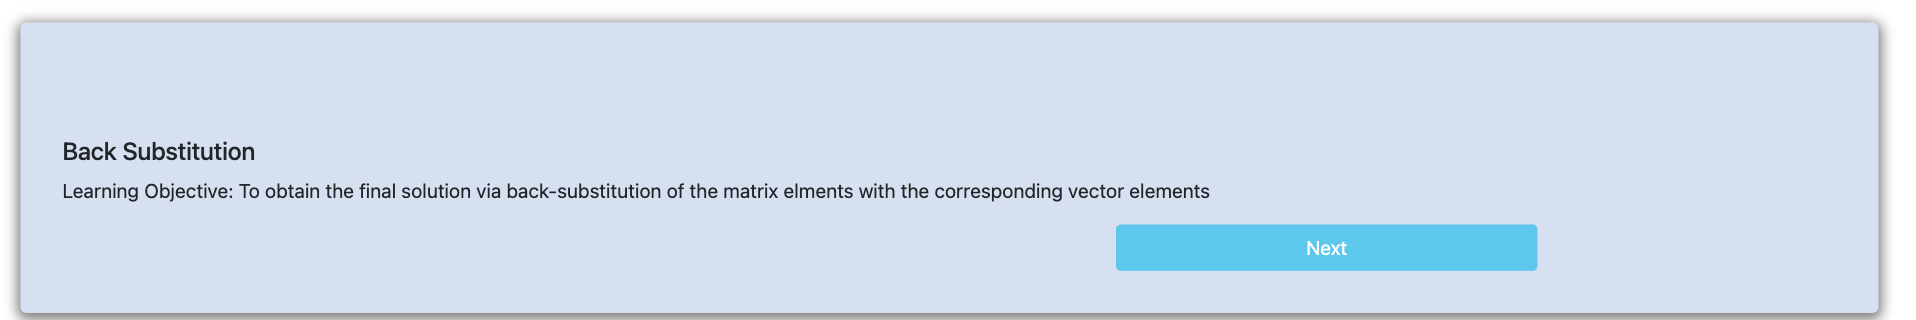 Back Substitution
Learning Objective: To obtain the final solution via back-substitution of the matrix elments with the corresponding vector elements
Next